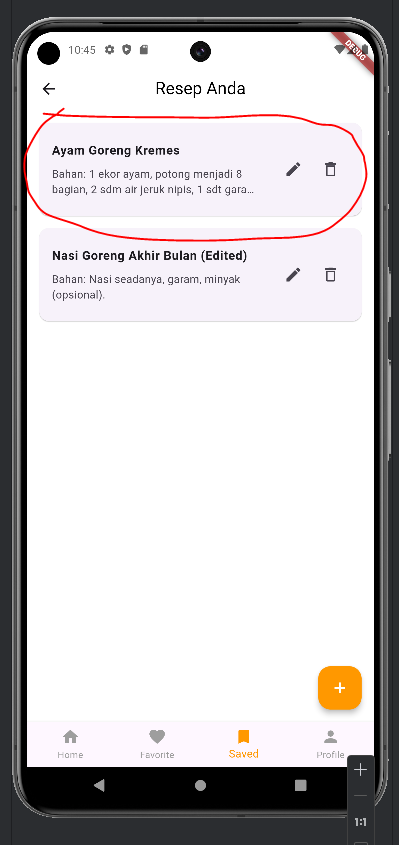 10:45
DEBUG
Resep Anda
Ayam Goreng Kremes
Bahan: 1 ekor ayam, potong menjadi 8
bagian, 2 sdm air jeruk nipis, 1 sdt gara...
Nasi Goreng Akhir Bulan (Edited)
Bahan: Nasi seadanya, garam, minyak
(opsional).
+
Home Favorite Saved Profile
1:1